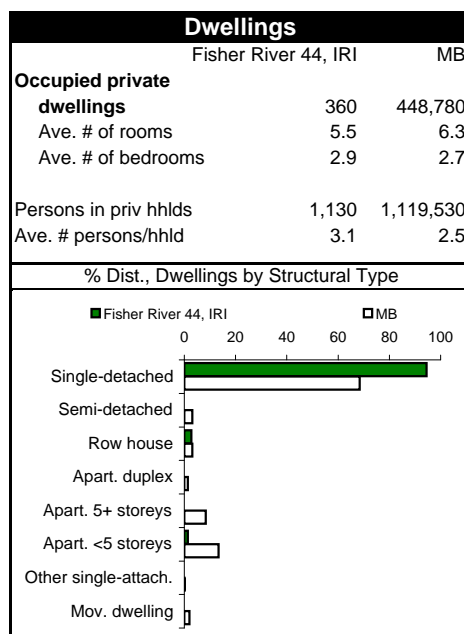 Dwellings
Fisher River 44, IRI MB
Occupied private
dwellings 360 448,780
Ave. # of rooms 5.5 6.3
Ave. # of bedrooms 2.9 2.7
Persons in priv hhlds 1,130 1,119,530
Ave. # persons/hhld 3.1 2.5
% Dist., Dwellings by Structural Type
Fisher River 44, IRI MB
0 20 40 60 80 100
Single-detached
Semi-detached
Row house
Apart. duplex
Apart. 5+ storeys
Apart. <5 storeys
Other single-attach.
Mov. dwelling